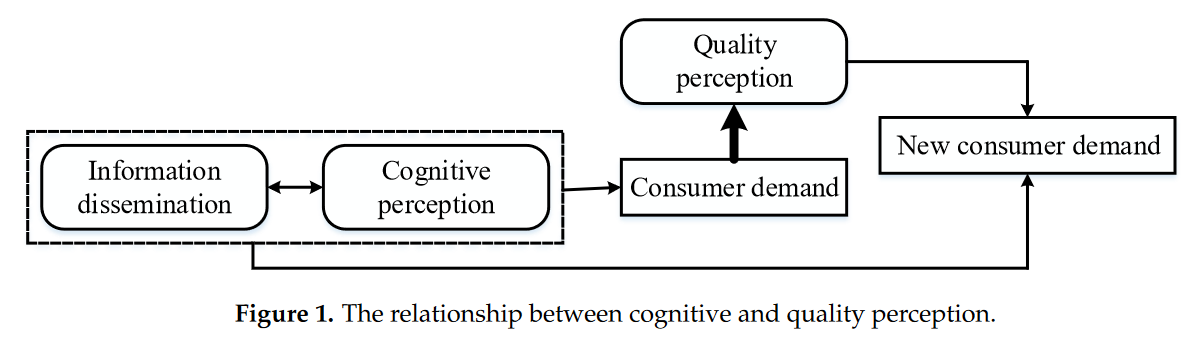 Quality
perception
New consumer demand
Information
dissemination
Cognitive
perception
Consumer demand
Figure 1. The relationship between cognitive and quality perception.